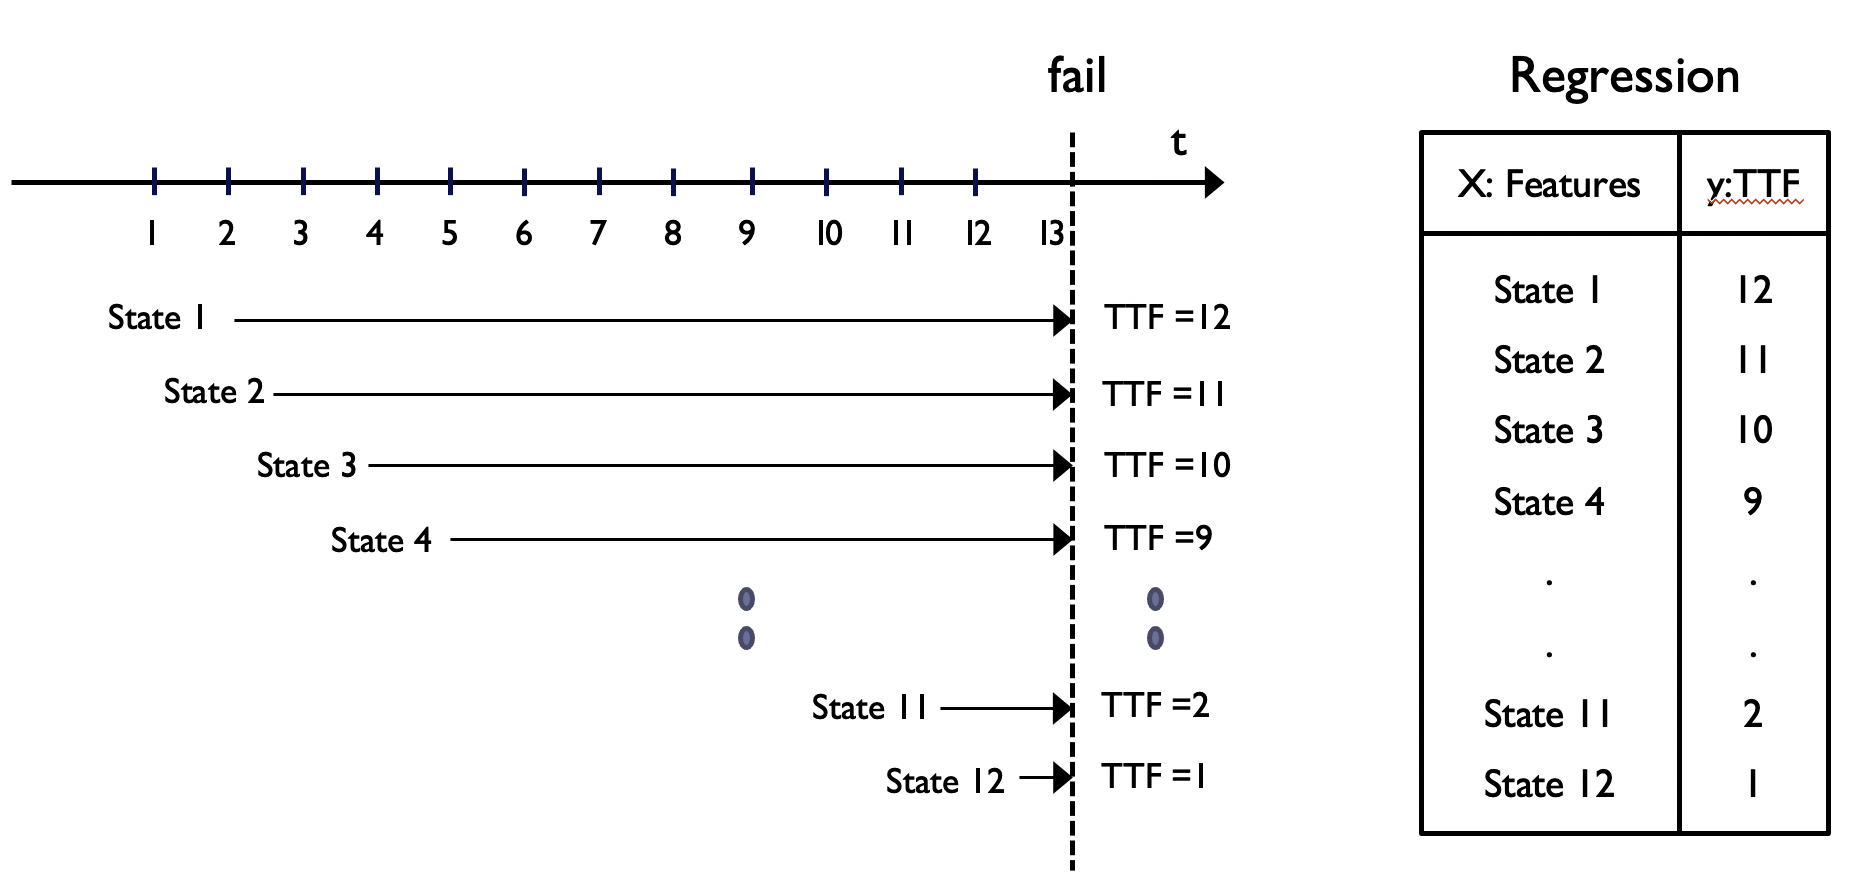 fail
t
1 2 3 4 5 6 7 8 9 10 11 12 13
State 1 TTF =12
State 2 TTF =11
State 3 TTF =10
State 4 TTF =9
State 11 TTF =2
State 12 TTF =1
Regression
X: Features y:TTF
State 1 12
State 2 11
State 3 10
State 4 9
. .
. .
State 11 2
State 12 1